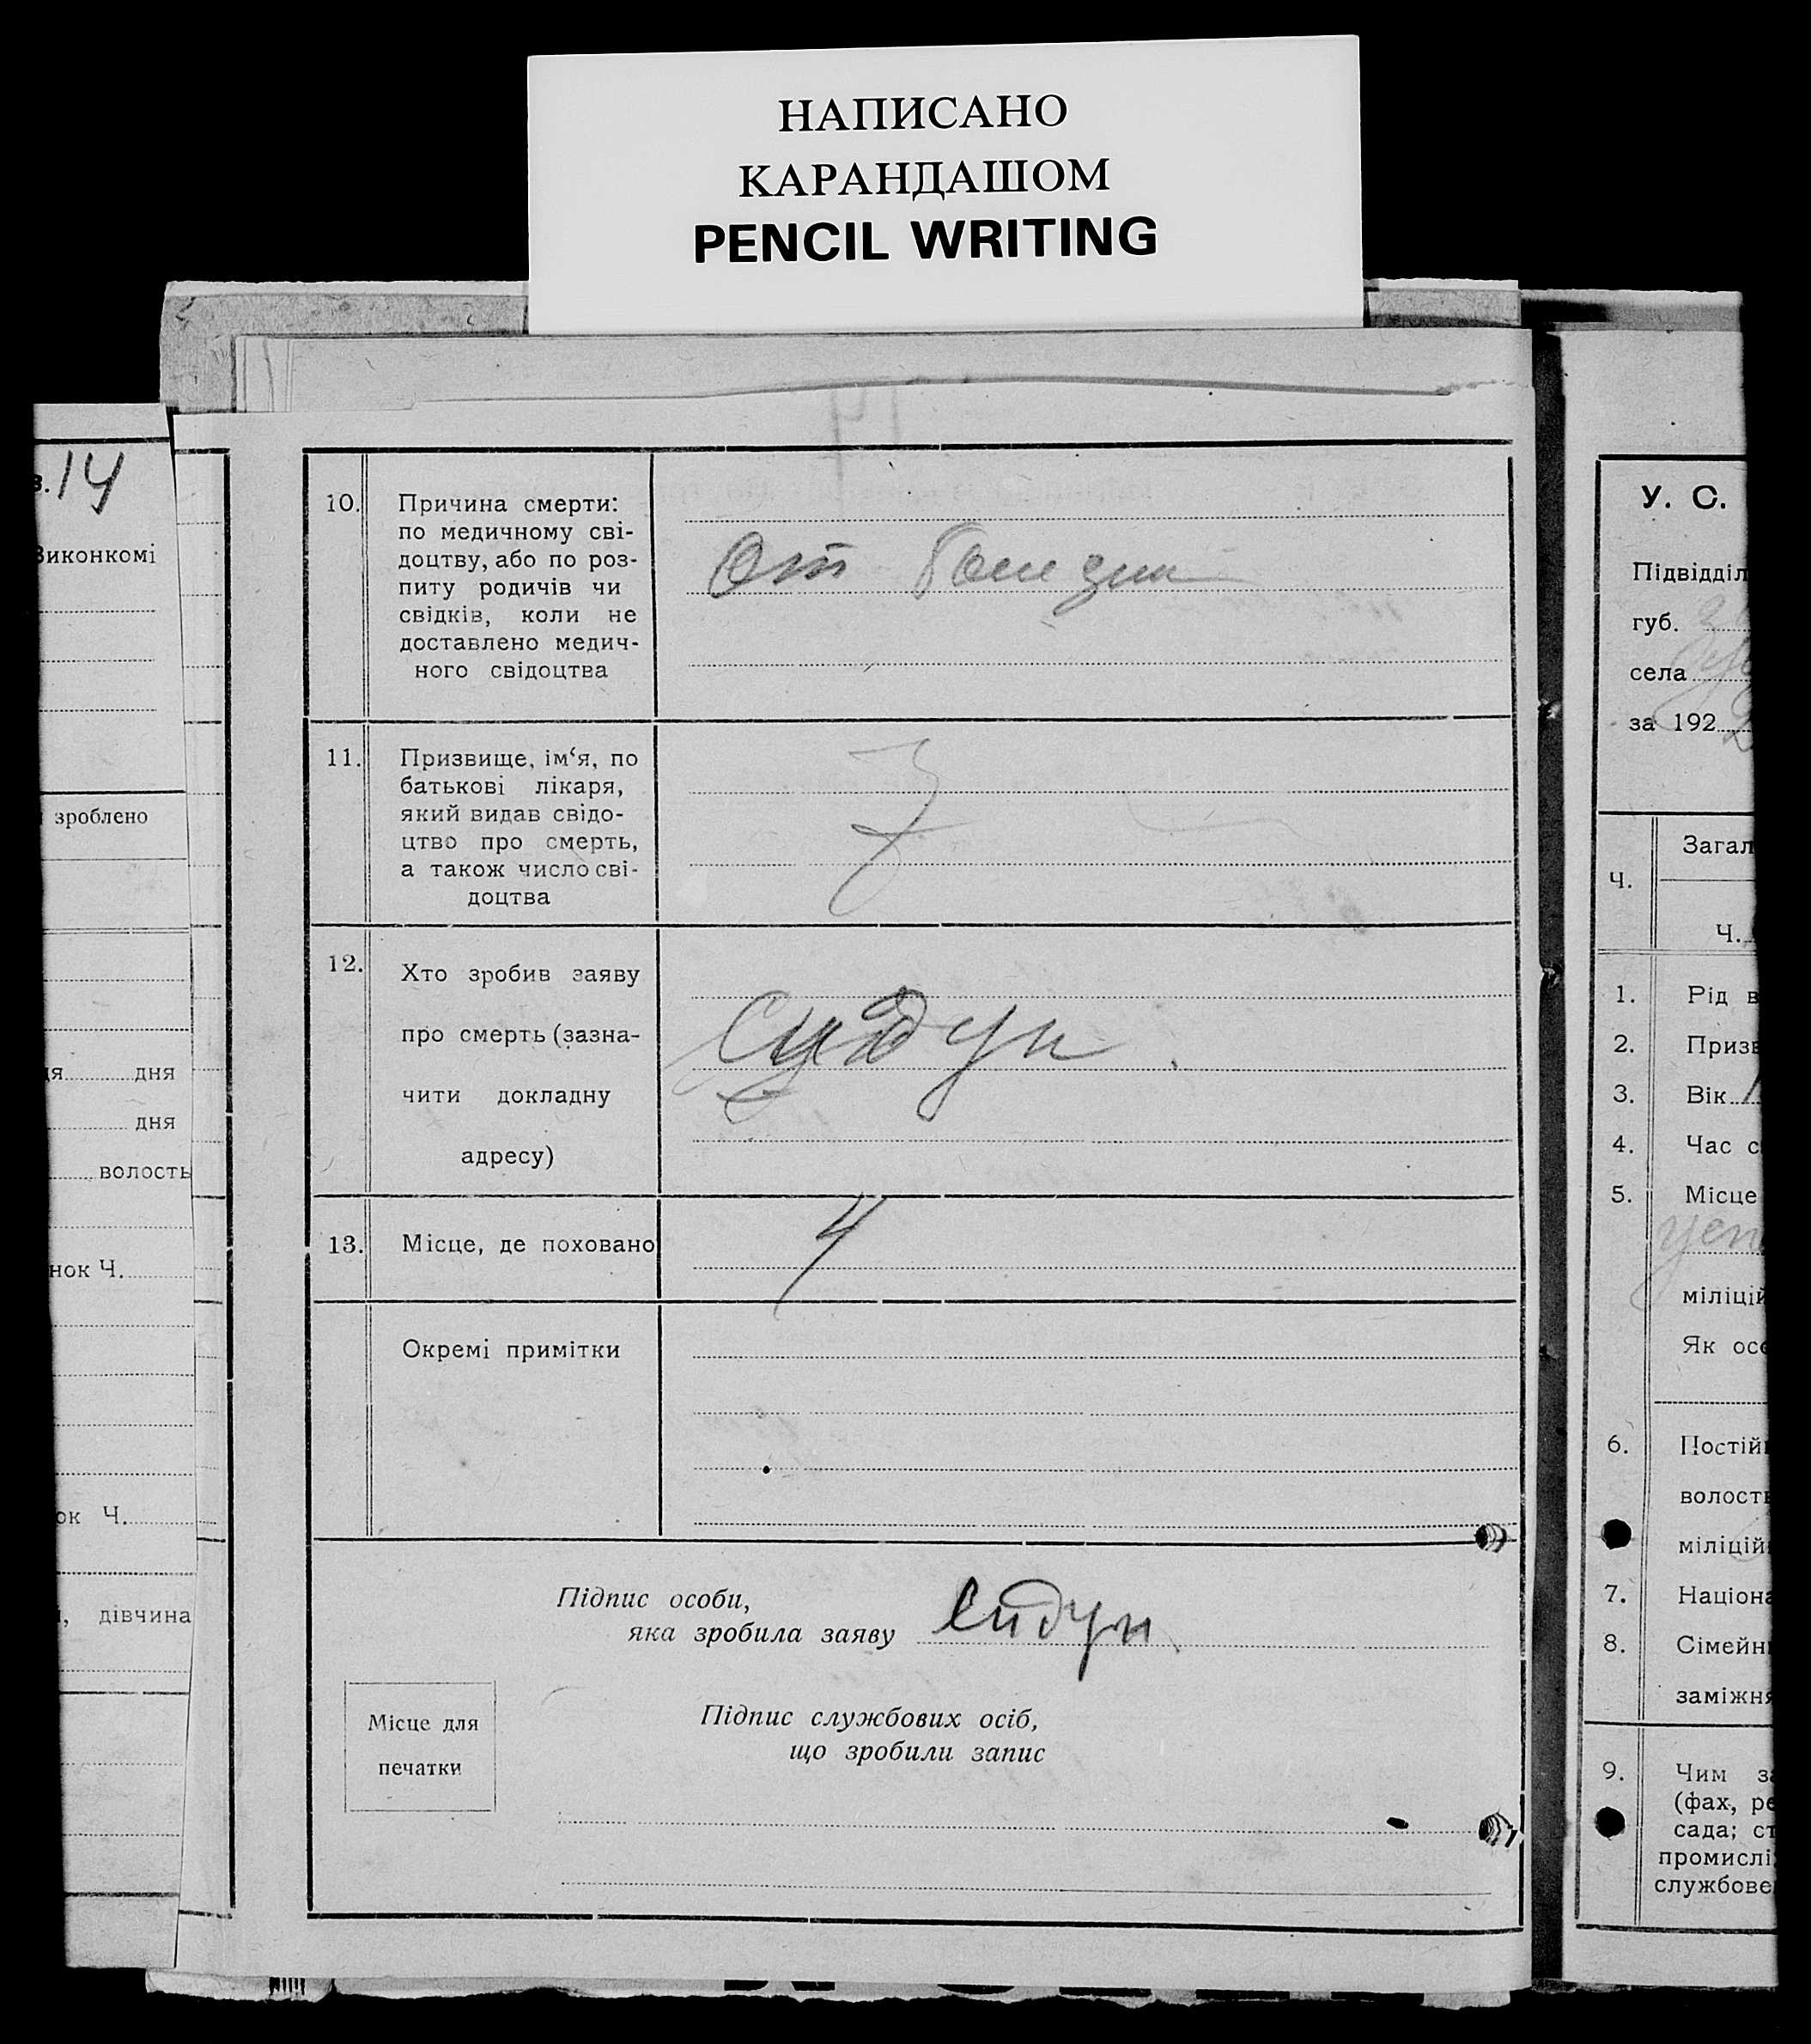 НАПИСАНО
КАРАНДАШОМ
PENCIL WRITING
14
Виконкомі
зроблено
дня
дня
волость
нок Ч.
ок Ч.
дівчина
10. Причина смерти:
по медичному сві-
доцтву, або по роз-
питу родичів чи
свідків, коли не
доставлено медич-
ного свідоцтва
От
11. Призвище, ім‘я, по
батькові лікаря,
який видав свідо-
цтво про смерть,
а також число сві-
доцтва
12. Хто зробив заяву
про смерть (зазна-
чити докладну
адресу)
13. Місце, де поховано
Окремі примітки
Підпис особи,
яка зробила заяву
Місце для
печатки
Підпис службових осіб,
що зробили запис
У. С.
Підвідділ
губ.
села
за 192
Загал
Ч.
Ч.
1. Рід в
2. Призв
3. Вік
4. Час с
5. Місце
міліцій
Як осо
6. Постій
волость
міліцій
7. Націона
8. Сімейн
заміжня
9. Чим за
(фах, ре
сада; ст
промислі
службове